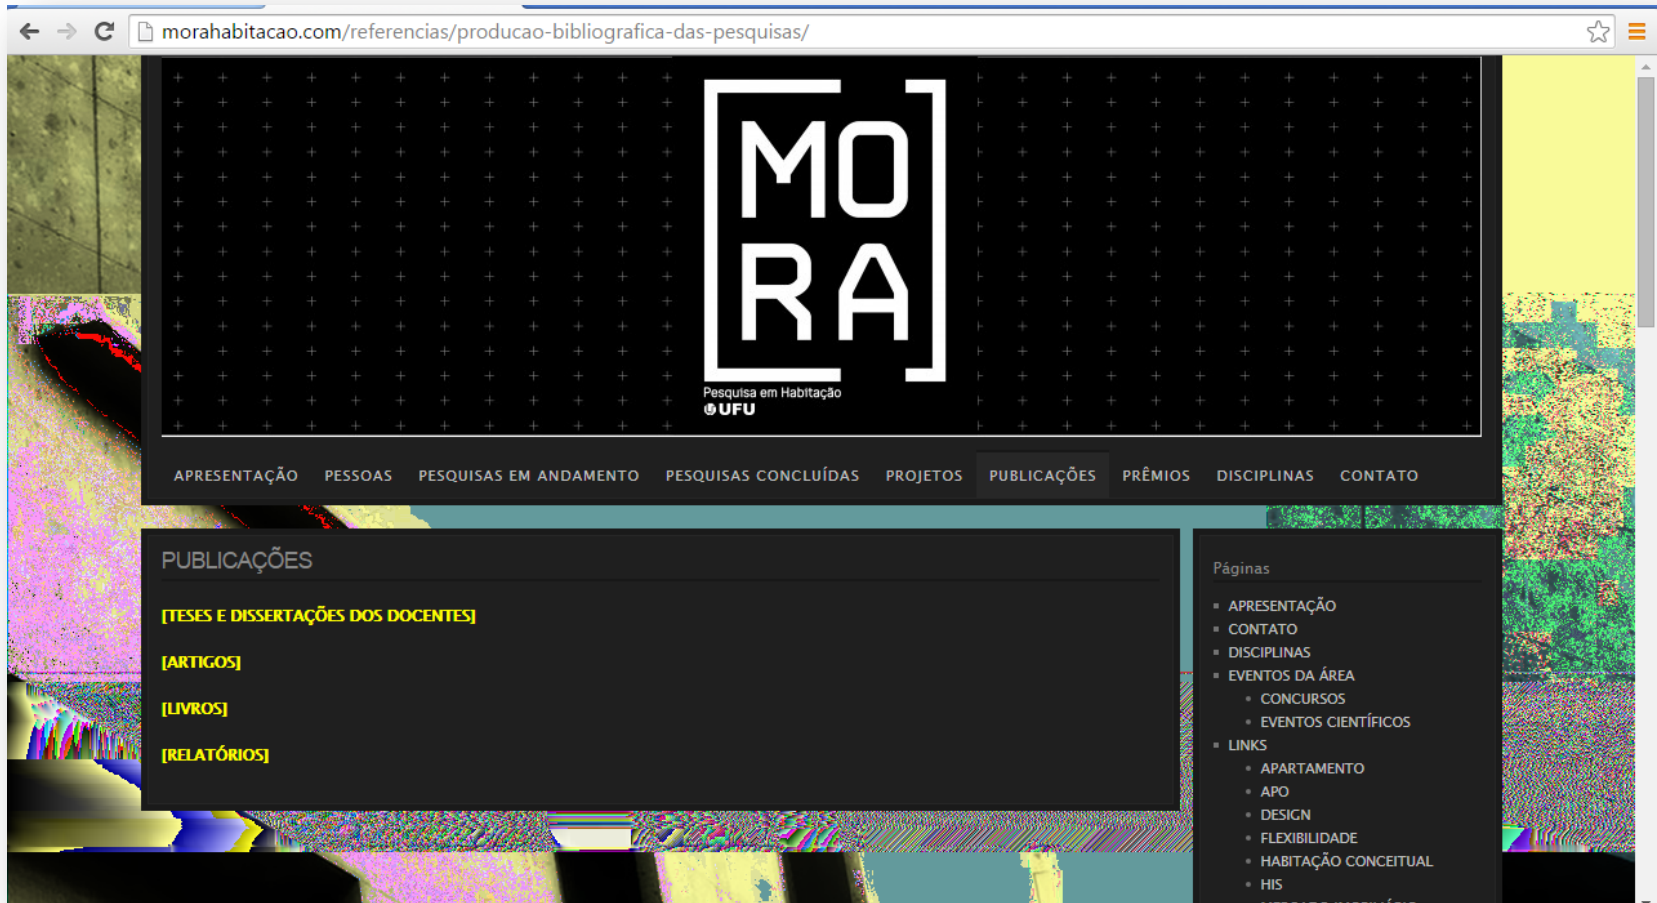 morahabitacao.com/referencias/producao-bibliografica-das-pesquisas/
MO
RA
Pesquisa em Habitação
UFU
APRESENTAÇÃO PESSOAS PESQUISAS EM ANDAMENTO PESQUISAS CONCLUÍDAS PROJETOS PUBLICAÇÕES PRÊMIOS DISCIPLINAS CONTATO
PUBLICAÇÕES
[TESES E DISSERTAÇÕES DOS DOCENTES]
[ARTIGOS]
[LIVROS]
[RELATÓRIOS]
Páginas
APRESENTAÇÃO
CONTATO
DISCIPLINAS
EVENTOS DA ÁREA
CONCURSOS
EVENTOS CIENTÍFICOS
LINKS
APARTAMENTO
APO
DESIGN
FLEXIBILIDADE
HABITAÇÃO CONCEITUAL
HIS